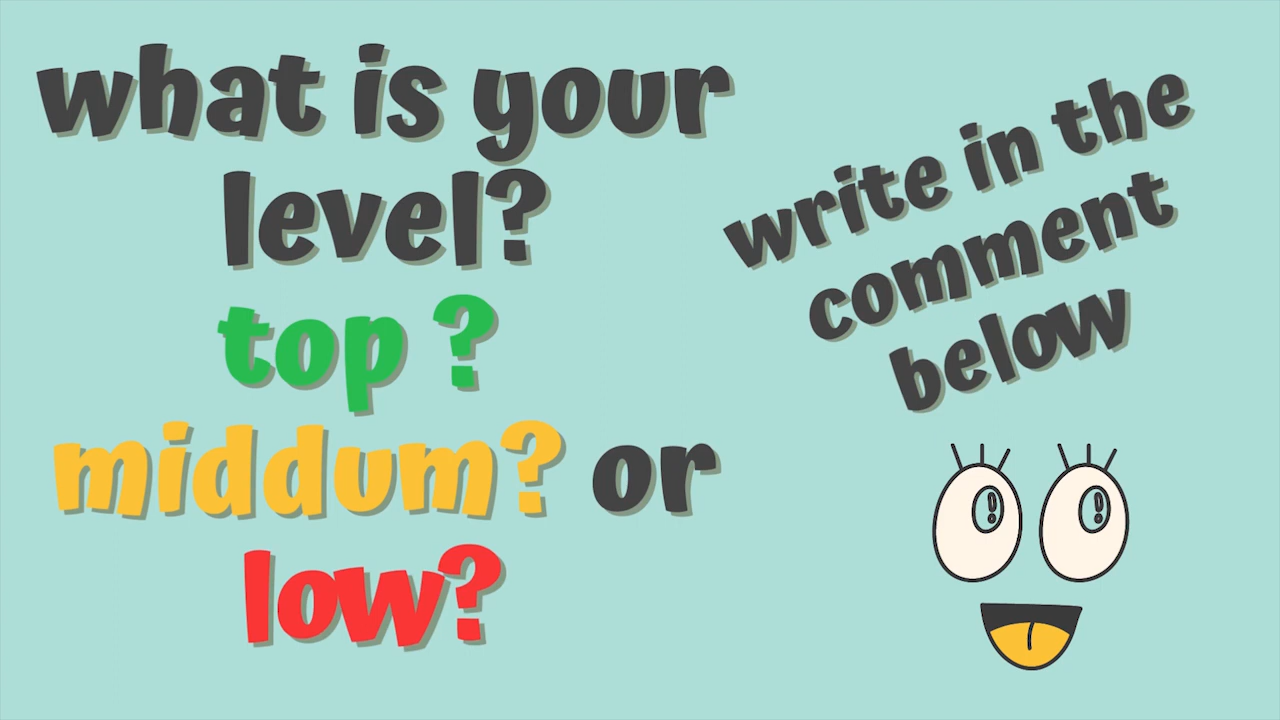 what is your
level?
top ?
middum? or
low?
write in the
comment
below